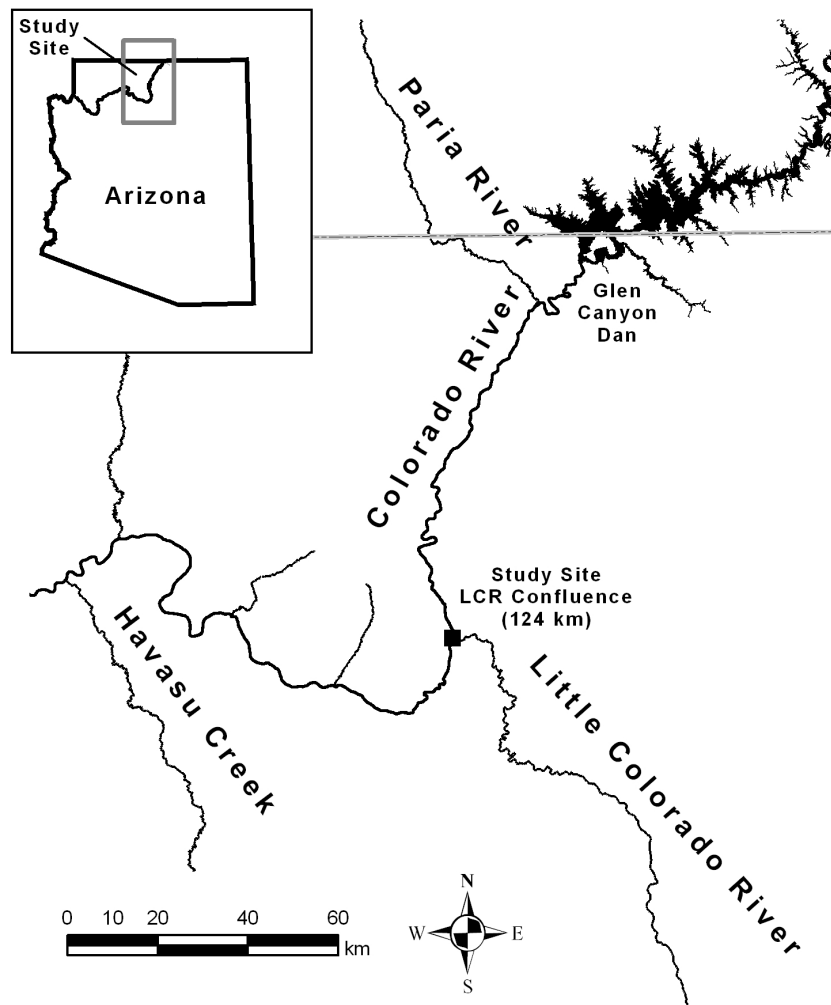 Study
Site
Arizona
Paria River
Glen
Canyon
Dan
Colorado River
Study Site
LCR Confluence
(124 km)
Havasu Creek
Little Colorado River
0 10 20 40 60
km
N
W E
S